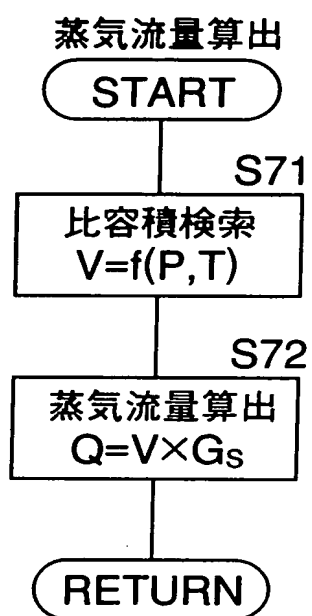 蒸気流量算出
START
S71
比容積検索
V=f(P,T)
S72
蒸気流量算出
Q=V×Gs
RETURN